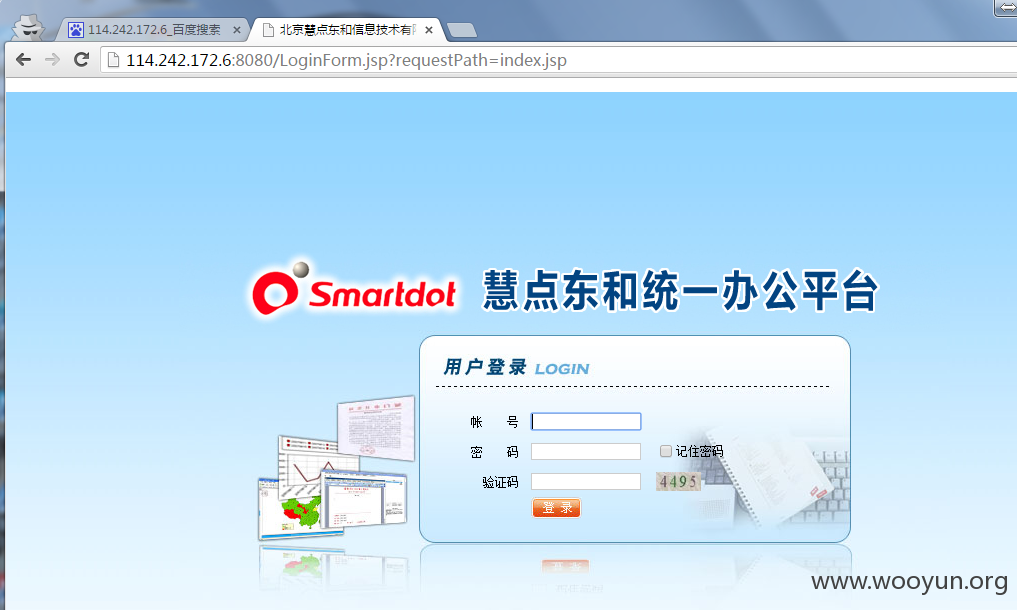 114.242.172.6_百度搜索
北京慧点东和信息技术有限
114.242.172.6:8080/LoginForm.jsp?requestPath=index.jsp
Smartdot 慧点东和统一办公平台
用户登录 LOGIN
帐 号
密 码 记住密码
验证码 4495
登 录
www.wooyun.org